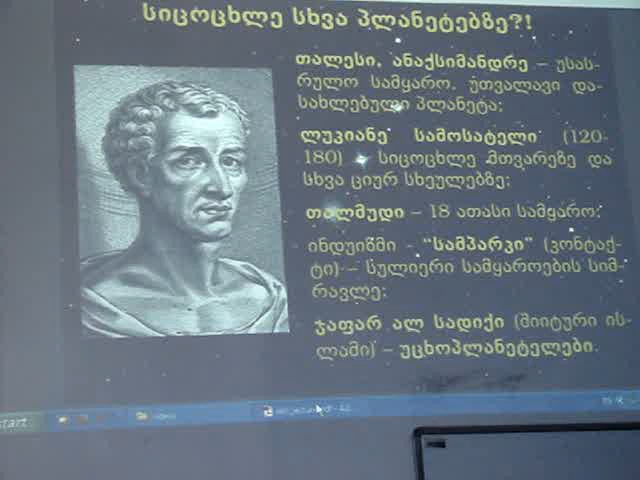 სიცოცხლე სხვა პლანეტებზე?!
თალესი, ანაქსიმანდრე – უსას-
რულო სამყარო, უთვალავი და-
სახლებული პლანეტა;
ლუკიანე სამოსატელი (120-
180) – სიცოცხლე მთვარეზე და
სხვა ციურ სხეულებზე;
თალმუდი – 18 ათასი სამყარო;
ინდუიზმი - “სამპარკი” (კონტაქ-
ტი) – სულიერი სამყაროების სიმ-
რავლე;
ჯაფარ ალ სადიქი (შიიტური ის-
ლამი) – უცხოპლანეტელები.
start